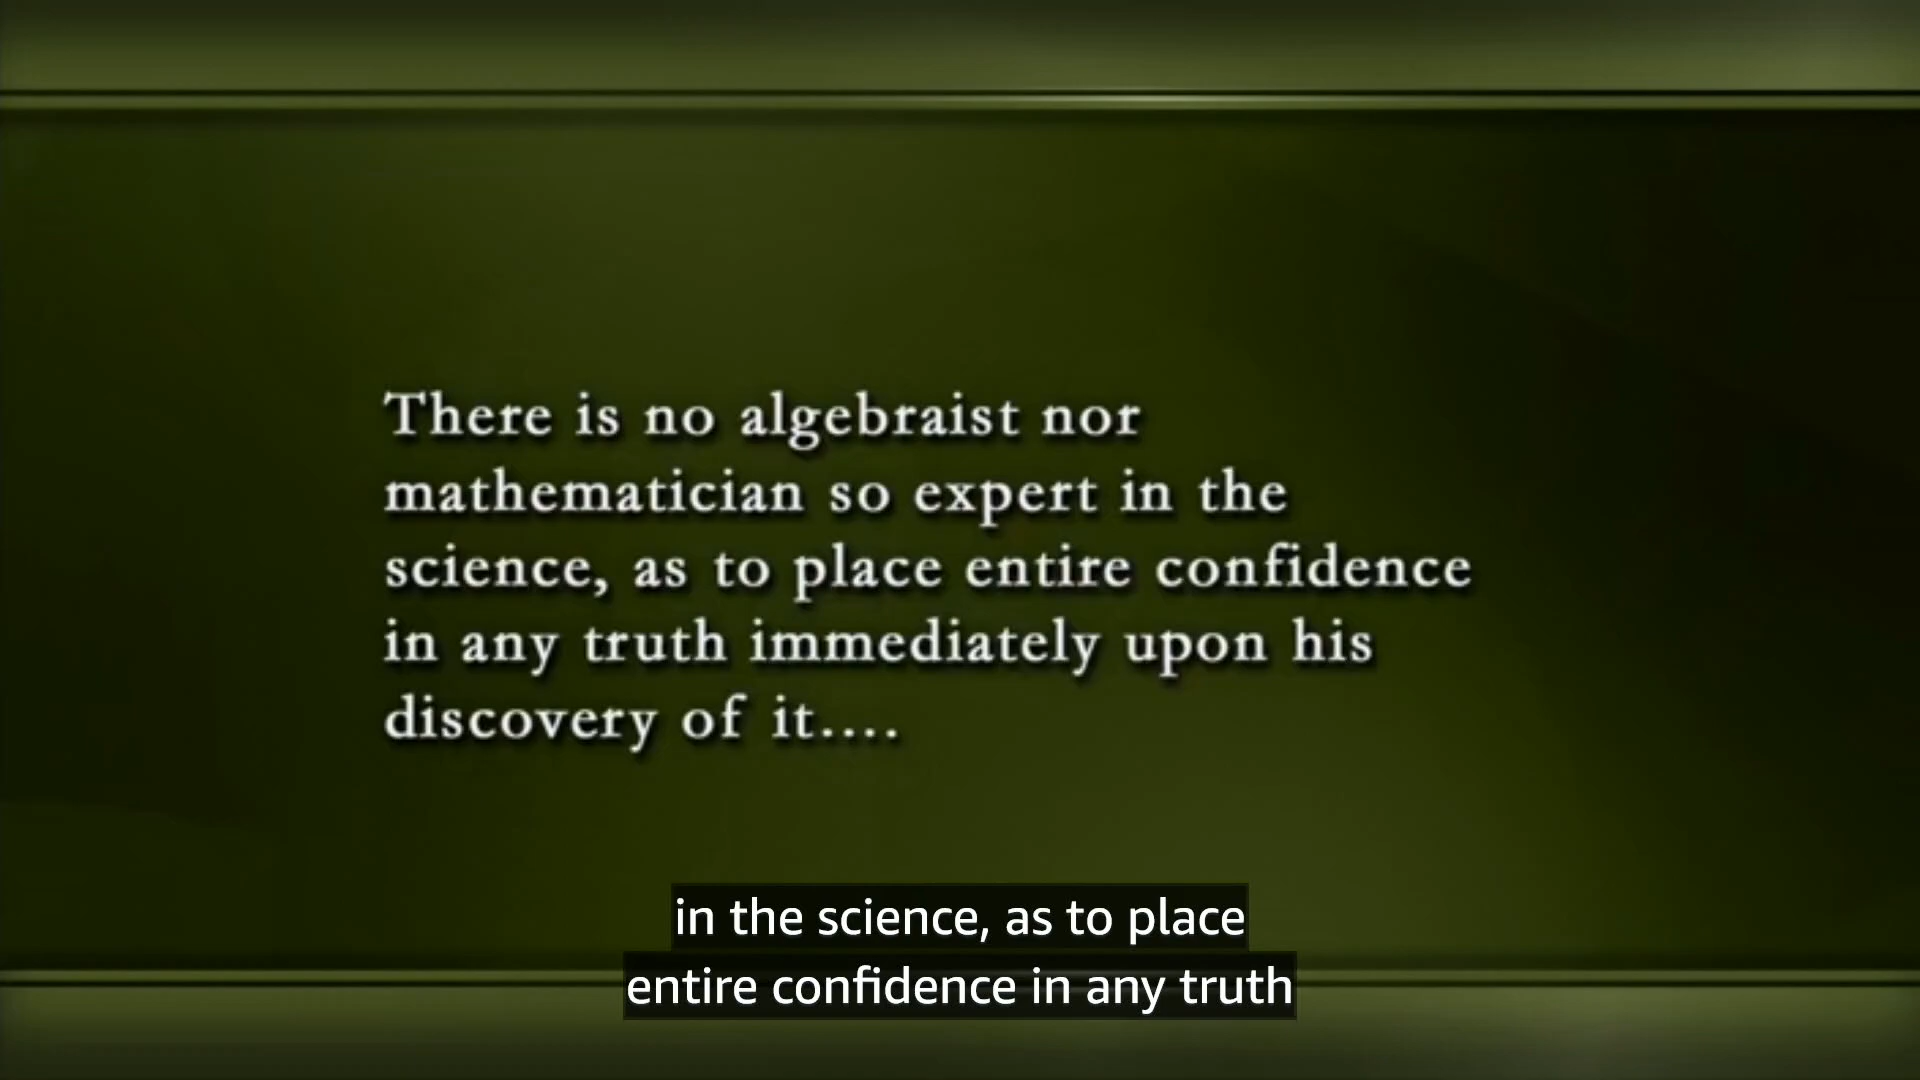 There is no algebraist nor
mathematician so expert in the
science, as to place entire confidence
in any truth immediately upon his
discovery of it....
in the science, as to place
entire confidence in any truth